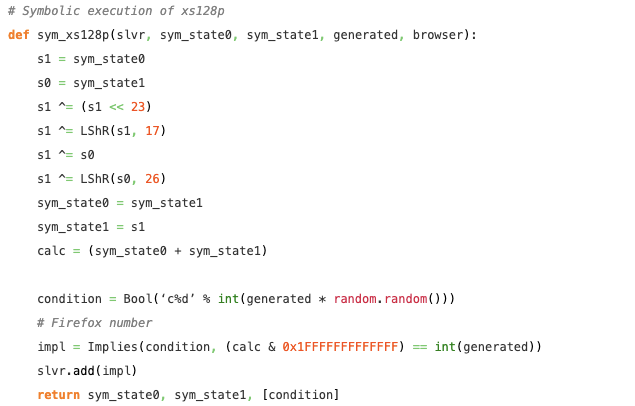 # Symbolic execution of xs128p
def sym_xs128p(slvr, sym_state0, sym_state1, generated, browser):
    s1 = sym_state0
    s0 = sym_state1
    s1 ^= (s1 << 23)
    s1 ^= LShR(s1, 17)
    s1 ^= s0
    s1 ^= LShR(s0, 26)
    sym_state0 = sym_state1
    sym_state1 = s1
    calc = (sym_state0 + sym_state1)

    condition = Bool(‘c%d’ % int(generated * random.random()))
    # Firefox number
    impl = Implies(condition, (calc & 0x1FFFFFFFFFFFFF) == int(generated))
    slvr.add(impl)
    return sym_state0, sym_state1, [condition]